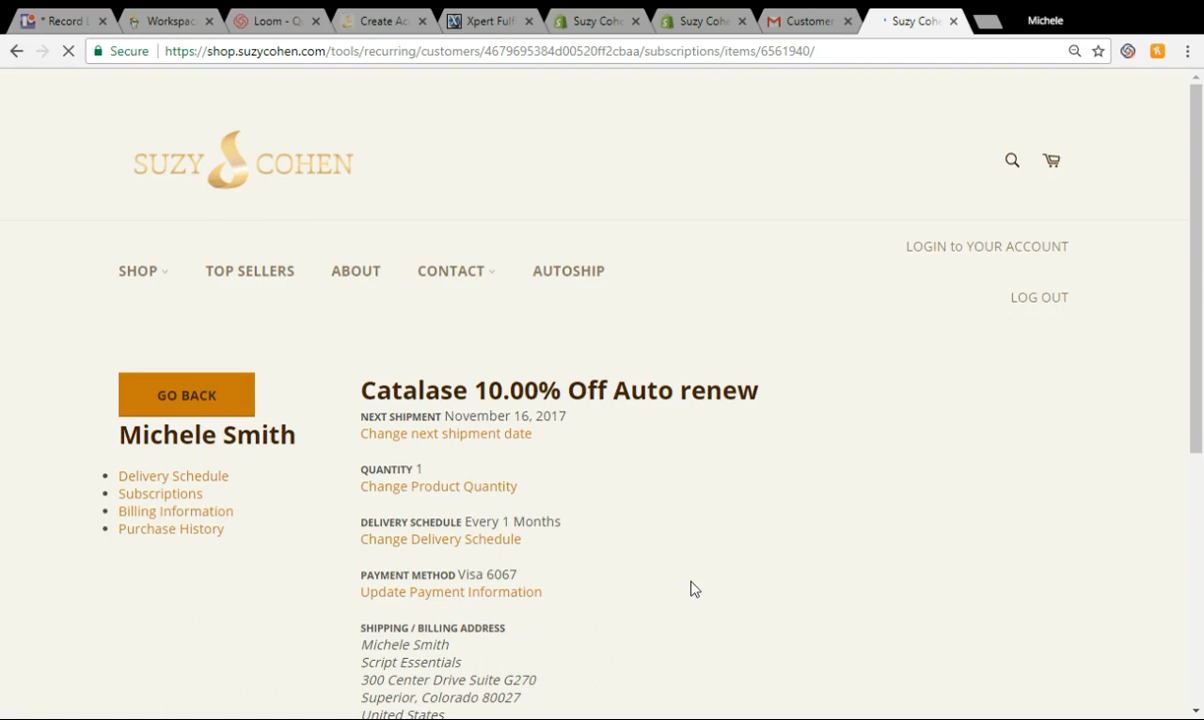 * Record L
Workspac
Loom - Q
Create Ac
Xpert Fulf
Suzy Coh
Suzy Coh
Customer
Suzy Coh
Michele
Secure https://shop.suzycohen.com/tools/recurring/customers/4679695384d00520ff2cbaa/subscriptions/items/6561940/
SUZY COHEN
LOGIN to YOUR ACCOUNT
SHOP TOP SELLERS ABOUT CONTACT AUTOSHIP
LOG OUT
GO BACK
Michele Smith
Delivery Schedule
Subscriptions
Billing Information
Purchase History
Catalase 10.00% Off Auto renew
NEXT SHIPMENT November 16, 2017
Change next shipment date
QUANTITY 1
Change Product Quantity
DELIVERY SCHEDULE Every 1 Months
Change Delivery Schedule
PAYMENT METHOD Visa 6067
Update Payment Information
SHIPPING / BILLING ADDRESS
Michele Smith
Script Essentials
300 Center Drive Suite G270
Superior, Colorado 80027
United States